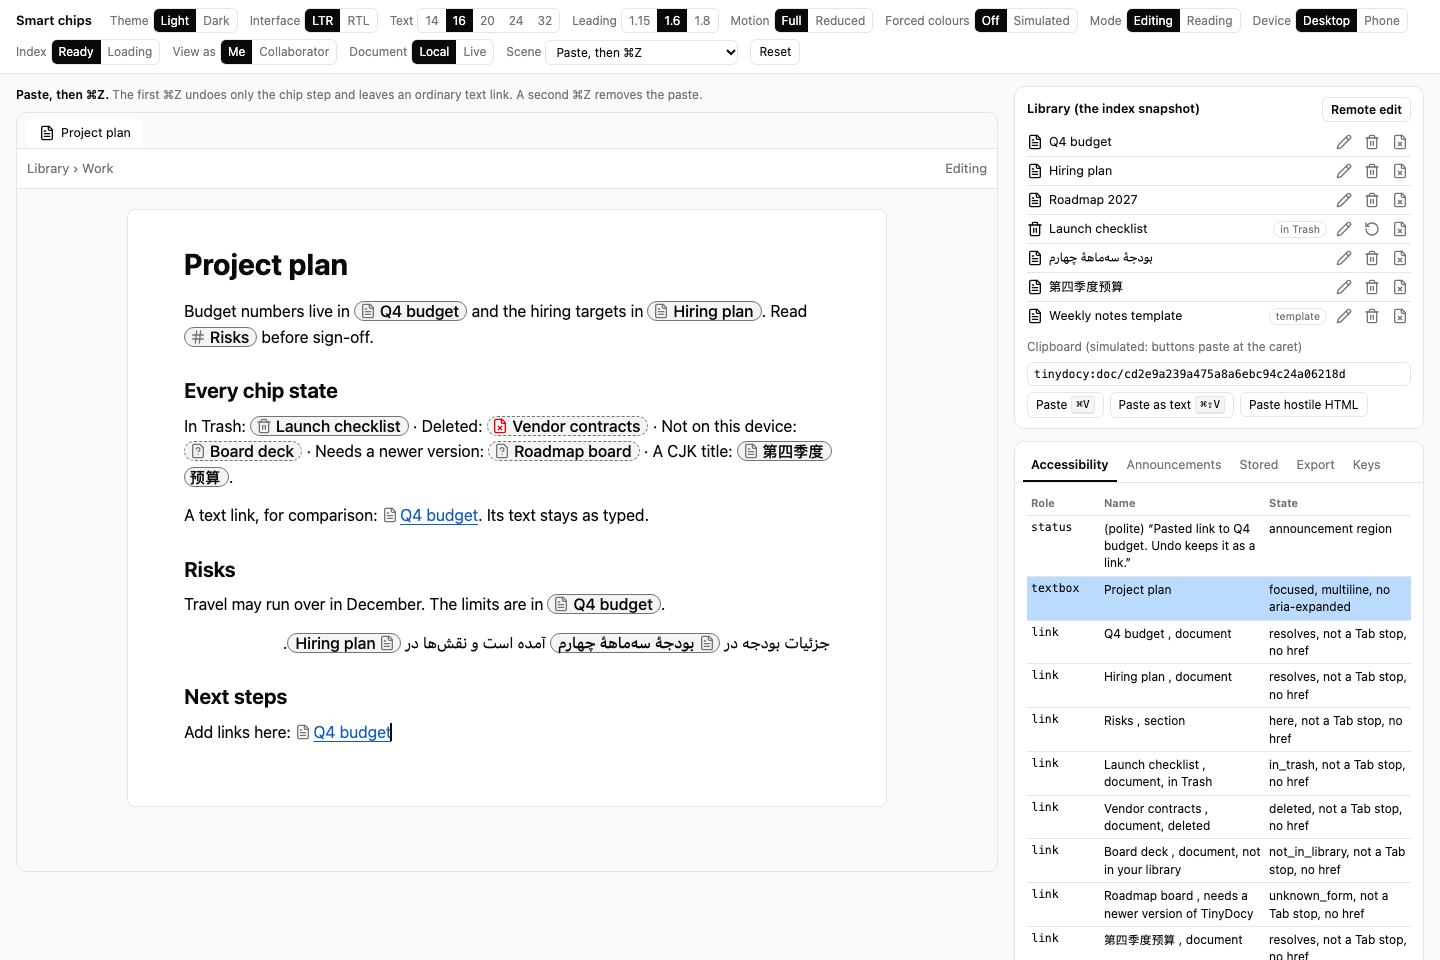 Smart chips Theme Light Dark Interface LTR RTL Text 14 16 20 24 32 Leading 1.15 1.6 1.8 Motion Full Reduced Forced colours Off Simulated Mode Editing Reading Device Desktop Phone
Index Ready Loading View as Me Collaborator Document Local Live Scene Paste, then ⌘Z Reset
Paste, then ⌘Z. The first ⌘Z undoes only the chip step and leaves an ordinary text link. A second ⌘Z removes the paste.
Project plan
Library › Work Editing
Project plan
Budget numbers live in Q4 budget and the hiring targets in Hiring plan. Read
# Risks before sign-off.
Every chip state
In Trash: Launch checklist · Deleted: Vendor contracts · Not on this device:
Board deck · Needs a newer version: Roadmap board · A CJK title: 第四季度
预算.
A text link, for comparison: Q4 budget. Its text stays as typed.
Risks
Travel may run over in December. The limits are in Q4 budget.
جزئیات بودجه در بودجهٔ سه‌ماههٔ چهارم آمده است و نقش‌ها در Hiring plan.
Next steps
Add links here: Q4 budget
Library (the index snapshot) Remote edit
Q4 budget
Hiring plan
Roadmap 2027
Launch checklist in Trash
بودجهٔ سه‌ماههٔ چهارم
第四季度预算
Weekly notes template template
Clipboard (simulated: buttons paste at the caret)
tinydocy:doc/cd2e9a239a475a8a6ebc94c24a06218d
Paste ⌘V Paste as text ⌘⇧V Paste hostile HTML
Accessibility Announcements Stored Export Keys
Role Name State
status (polite) “Pasted link to Q4 announcement region
budget. Undo keeps it as a
link.”
textbox Project plan focused, multiline, no
aria-expanded
link Q4 budget , document resolves, not a Tab stop,
no href
link Hiring plan , document resolves, not a Tab stop,
no href
link Risks , section here, not a Tab stop, no
href
link Launch checklist , in_trash, not a Tab stop,
document, in Trash no href
link Vendor contracts , deleted, not a Tab stop,
document, deleted no href
link Board deck , document, not not_in_library, not a Tab
in your library stop, no href
link Roadmap board , needs a unknown_form, not a
newer version of TinyDocy Tab stop, no href
link 第四季度预算 , document resolves, not a Tab stop,
no href